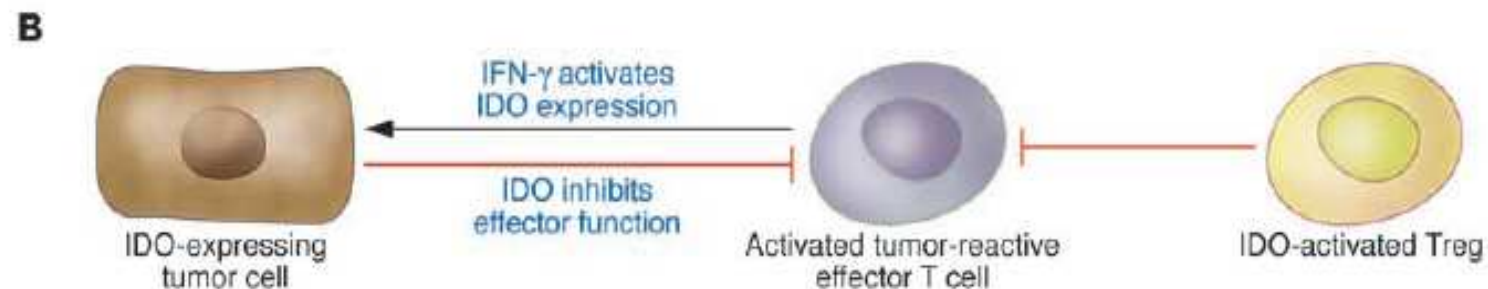 B
IFN-γ activates
IDO expression
IDO inhibits
effector function
IDO-expressing
tumor cell
Activated tumor-reactive
effector T cell
IDO-activated Treg